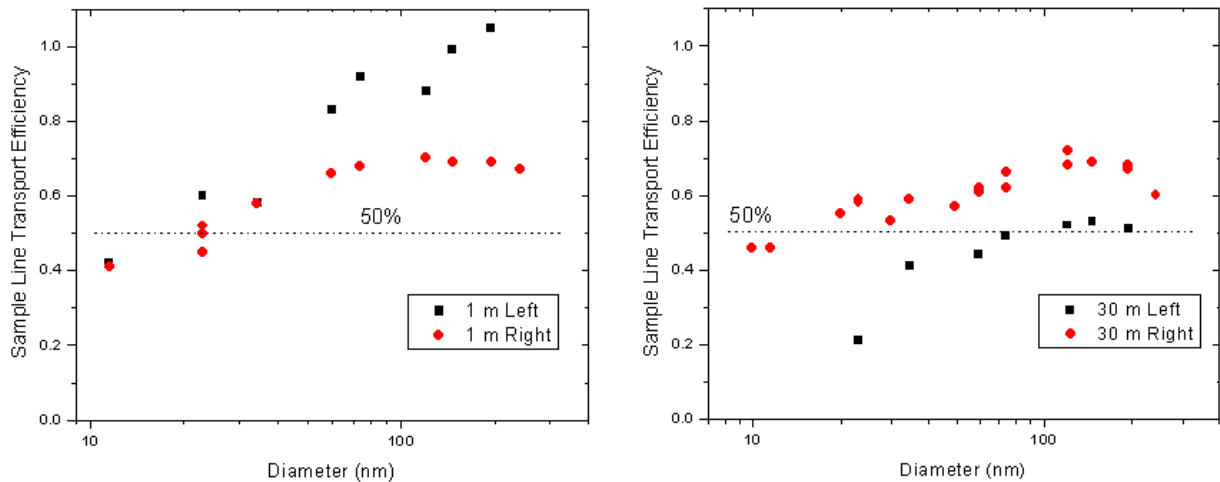 Sample Line Transport Efficiency
1.0
0.8
0.6
0.4
0.2
0.0
50%
1 m Left
1 m Right
10
100
Diameter (nm)
Sample Line Transport Efficiency
1.0
0.8
0.6
0.4
0.2
0.0
50%
30 m Left
30 m Right
10
100
Diameter (nm)